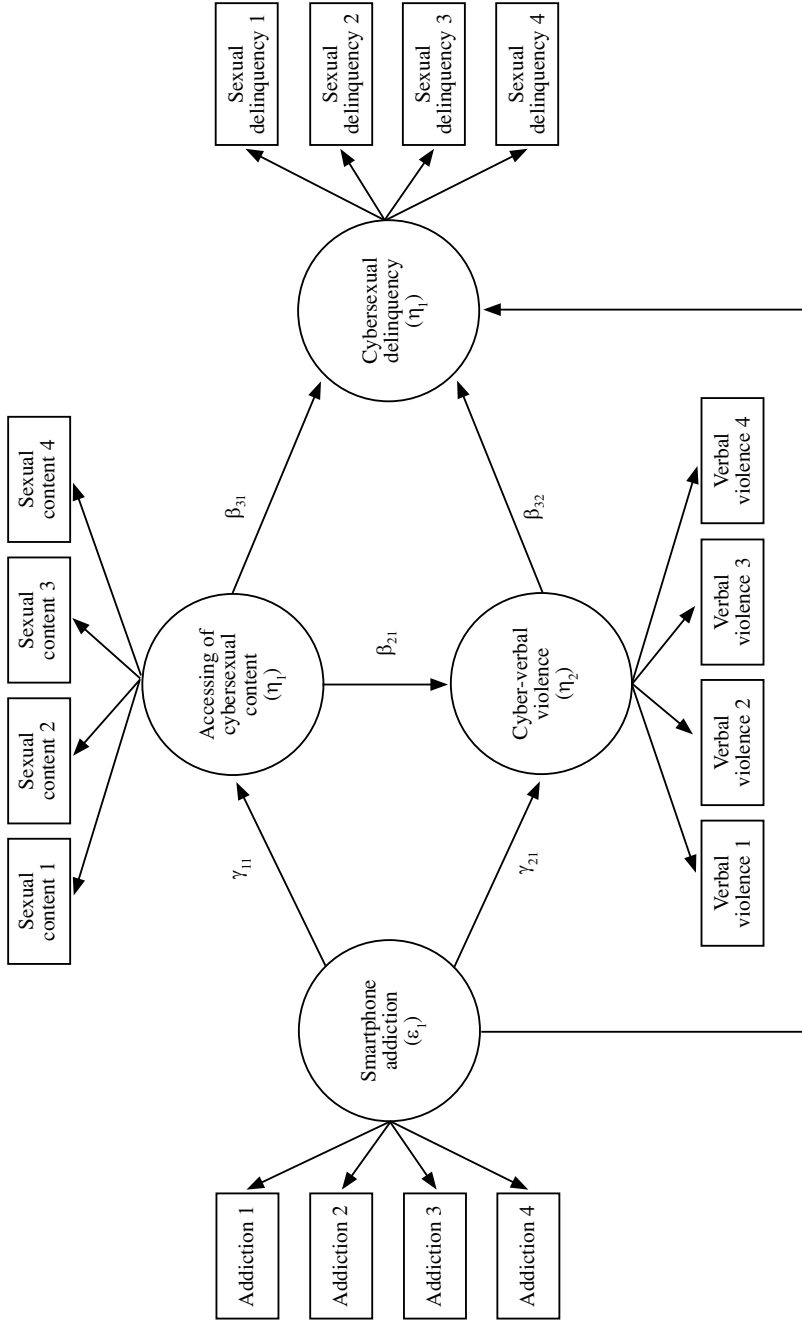 Addiction 1
Addiction 2
Addiction 3
Addiction 4
Smartphone
addiction
(ε₁)
γ₁₁
γ₂₁
Sexual
content 1
Sexual
content 2
Sexual
content 3
Sexual
content 4
Accessing of
cybersexual
content
(η₁)
β₂₁
Cyber-verbal
violence
(η₂)
Verbal
violence 1
Verbal
violence 2
Verbal
violence 3
Verbal
violence 4
β₃₁
β₃₂
Cybersexual
delinquency
(η₁)
Sexual
delinquency 1
Sexual
delinquency 2
Sexual
delinquency 3
Sexual
delinquency 4